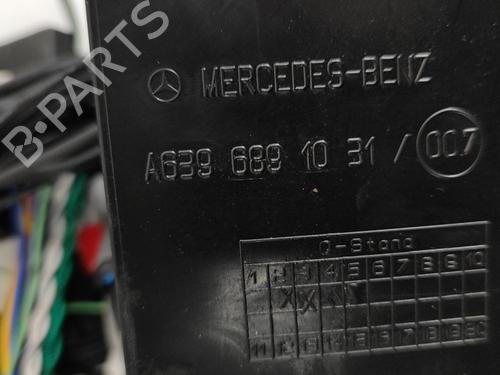 B-PARTS
MERCEDES-BENZ
A639 689 10 31 / 007
Q-Stand
1 2 3 4 5 6 7 8 9 10
X X
11 12 13 14 15 16 17 18 19 20